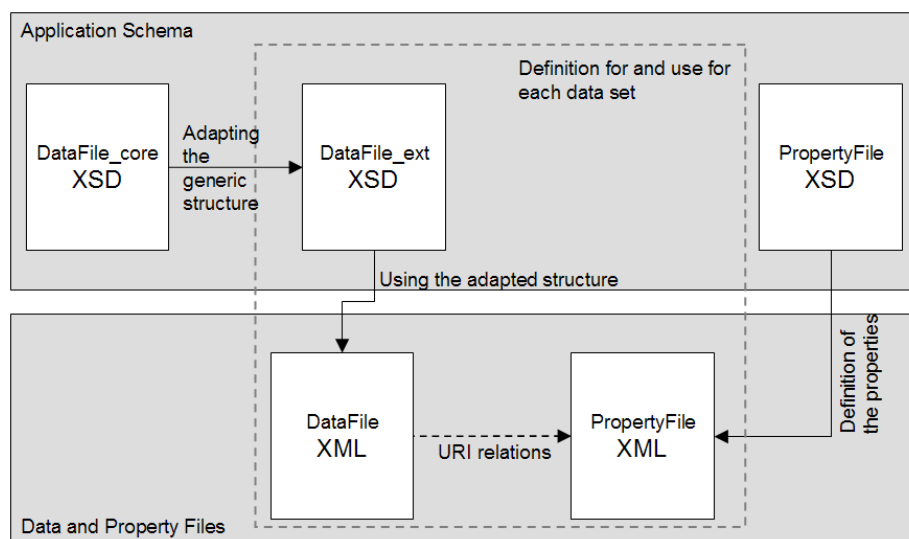 Application Schema
Definition for and use for
each data set
DataFile_core
XSD
Adapting
the
generic
structure
DataFile_ext
XSD
PropertyFile
XSD
Using the adapted structure
Definition of
the properties
DataFile
XML
URI relations
PropertyFile
XML
Data and Property Files